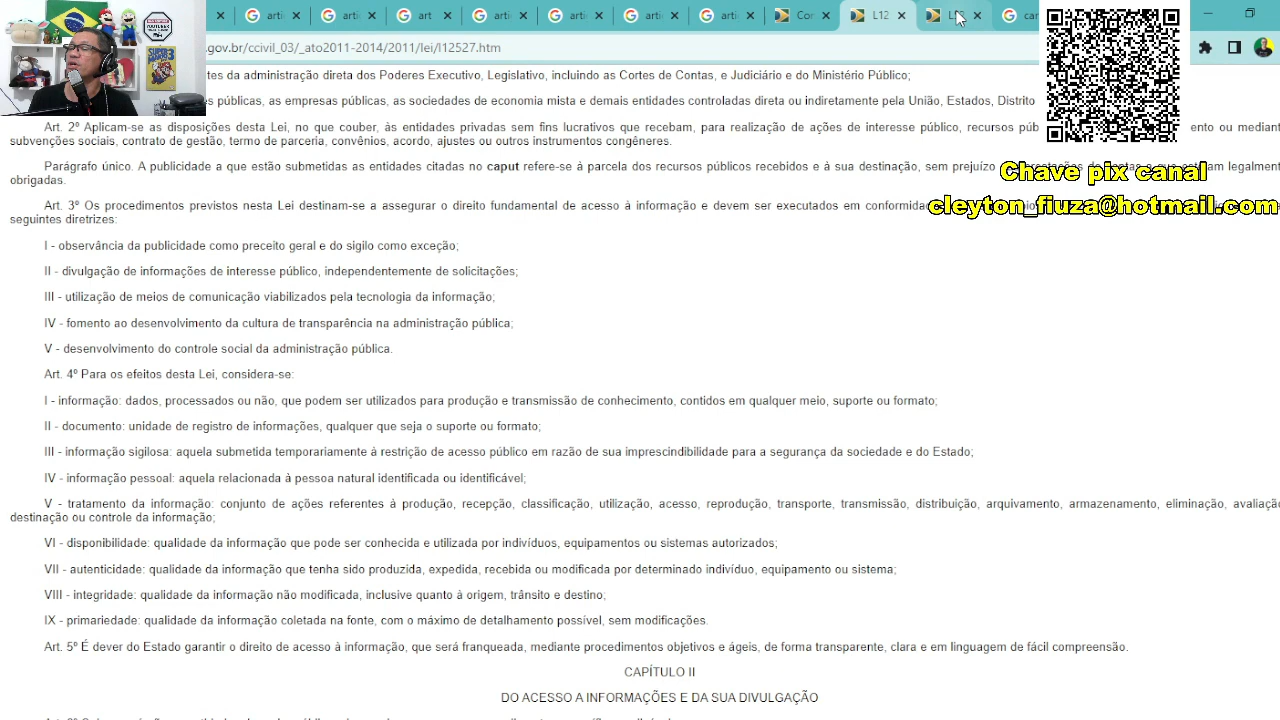 artic
arti
art
artic
artic
artic
artic
Con
L12
can
.gov.br/ccivil_03/_ato2011-2014/2011/lei/l12527.htm
tes da administração direta dos Poderes Executivo, Legislativo, incluindo as Cortes de Contas, e Judiciário e do Ministério Público;
s públicas, as empresas públicas, as sociedades de economia mista e demais entidades controladas direta ou indiretamente pela União, Estados, Distrito
Art. 2º Aplicam-se as disposições desta Lei, no que couber, às entidades privadas sem fins lucrativos que recebam, para realização de ações de interesse público, recursos púb ento ou mediant
subvenções sociais, contrato de gestão, termo de parceria, convênios, acordo, ajustes ou outros instrumentos congêneres.
Parágrafo único. A publicidade a que estão submetidas as entidades citadas no caput refere-se à parcela dos recursos públicos recebidos e à sua destinação, sem prejuízo legalment
obrigadas.
Chave pix canal
Art. 3º Os procedimentos previstos nesta Lei destinam-se a assegurar o direito fundamental de acesso à informação e devem ser executados em conformidad
cleyton_fiuza@hotmail.com
seguintes diretrizes:
I - observância da publicidade como preceito geral e do sigilo como exceção;
II - divulgação de informações de interesse público, independentemente de solicitações;
III - utilização de meios de comunicação viabilizados pela tecnologia da informação;
IV - fomento ao desenvolvimento da cultura de transparência na administração pública;
V - desenvolvimento do controle social da administração pública.
Art. 4º Para os efeitos desta Lei, considera-se:
I - informação: dados, processados ou não, que podem ser utilizados para produção e transmissão de conhecimento, contidos em qualquer meio, suporte ou formato;
II - documento: unidade de registro de informações, qualquer que seja o suporte ou formato;
III - informação sigilosa: aquela submetida temporariamente à restrição de acesso público em razão de sua imprescindibilidade para a segurança da sociedade e do Estado;
IV - informação pessoal: aquela relacionada à pessoa natural identificada ou identificável;
V - tratamento da informação: conjunto de ações referentes à produção, recepção, classificação, utilização, acesso, reprodução, transporte, transmissão, distribuição, arquivamento, armazenamento, eliminação, avaliação
destinação ou controle da informação;
VI - disponibilidade: qualidade da informação que pode ser conhecida e utilizada por indivíduos, equipamentos ou sistemas autorizados;
VII - autenticidade: qualidade da informação que tenha sido produzida, expedida, recebida ou modificada por determinado indivíduo, equipamento ou sistema;
VIII - integridade: qualidade da informação não modificada, inclusive quanto à origem, trânsito e destino;
IX - primariedade: qualidade da informação coletada na fonte, com o máximo de detalhamento possível, sem modificações.
Art. 5º É dever do Estado garantir o direito de acesso à informação, que será franqueada, mediante procedimentos objetivos e ágeis, de forma transparente, clara e em linguagem de fácil compreensão.
CAPÍTULO II
DO ACESSO A INFORMAÇÕES E DA SUA DIVULGAÇÃO